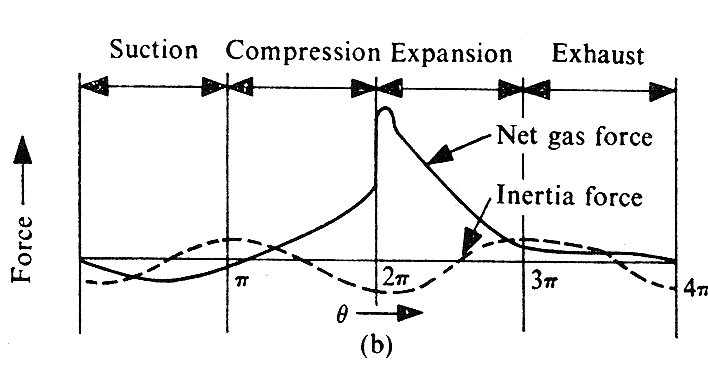 Suction Compression Expansion Exhaust
Net gas force
Inertia force
Force
π 2π 3π 4π
θ
(b)